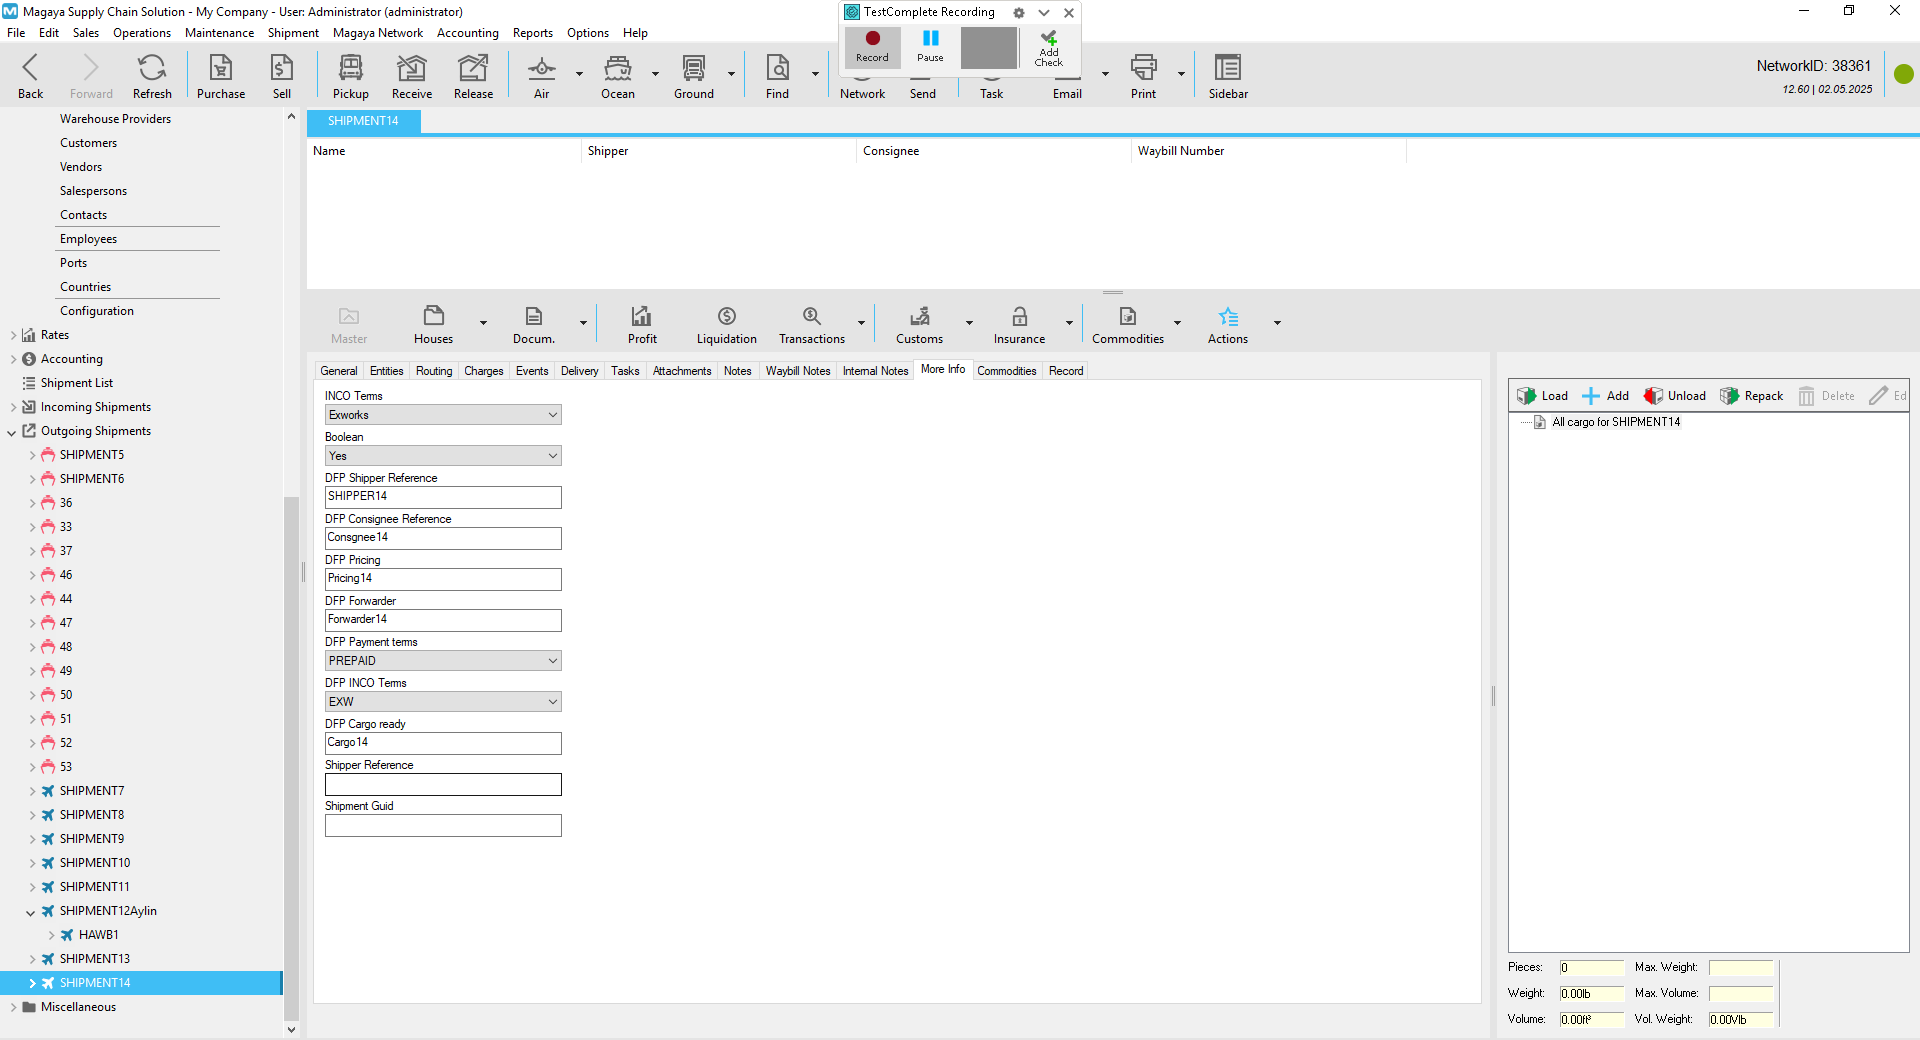 Magaya Supply Chain Solution - My Company - User: Administrator (administrator)
TestComplete Recording
File Edit Sales Operations Maintenance Shipment Magaya Network Accounting Reports Options Help
Record Pause Add Check
Back Forward Refresh Purchase Sell Pickup Receive Release Air Ocean Ground Find Network Send Task Email Print Sidebar
NetworkID: 38361
12.60 | 02.05.2025
Warehouse Providers
Customers
Vendors
Salespersons
Contacts
Employees
Ports
Countries
Configuration
Rates
Accounting
Shipment List
Incoming Shipments
Outgoing Shipments
SHIPMENT5
SHIPMENT6
36
33
37
46
44
47
48
49
50
51
52
53
SHIPMENT7
SHIPMENT8
SHIPMENT9
SHIPMENT10
SHIPMENT11
SHIPMENT12Aylin
HAWB1
SHIPMENT13
SHIPMENT14
Miscellaneous
SHIPMENT14
Name Shipper Consignee Waybill Number
Master Houses Docum. Profit Liquidation Transactions Customs Insurance Commodities Actions
General Entities Routing Charges Events Delivery Tasks Attachments Notes Waybill Notes Internal Notes More Info Commodities Record
INCO Terms
Exworks
Boolean
Yes
DFP Shipper Reference
SHIPPER14
DFP Consignee Reference
Consgnee14
DFP Pricing
Pricing14
DFP Forwarder
Forwarder14
DFP Payment terms
PREPAID
DFP INCO Terms
EXW
DFP Cargo ready
Cargo14
Shipper Reference
Shipment Guid
Load Add Unload Repack Delete Ed
All cargo for SHIPMENT14
Pieces: 0 Max. Weight:
Weight: 0.00lb Max. Volume:
Volume: 0.00ft³ Vol. Weight: 0.00Vlb